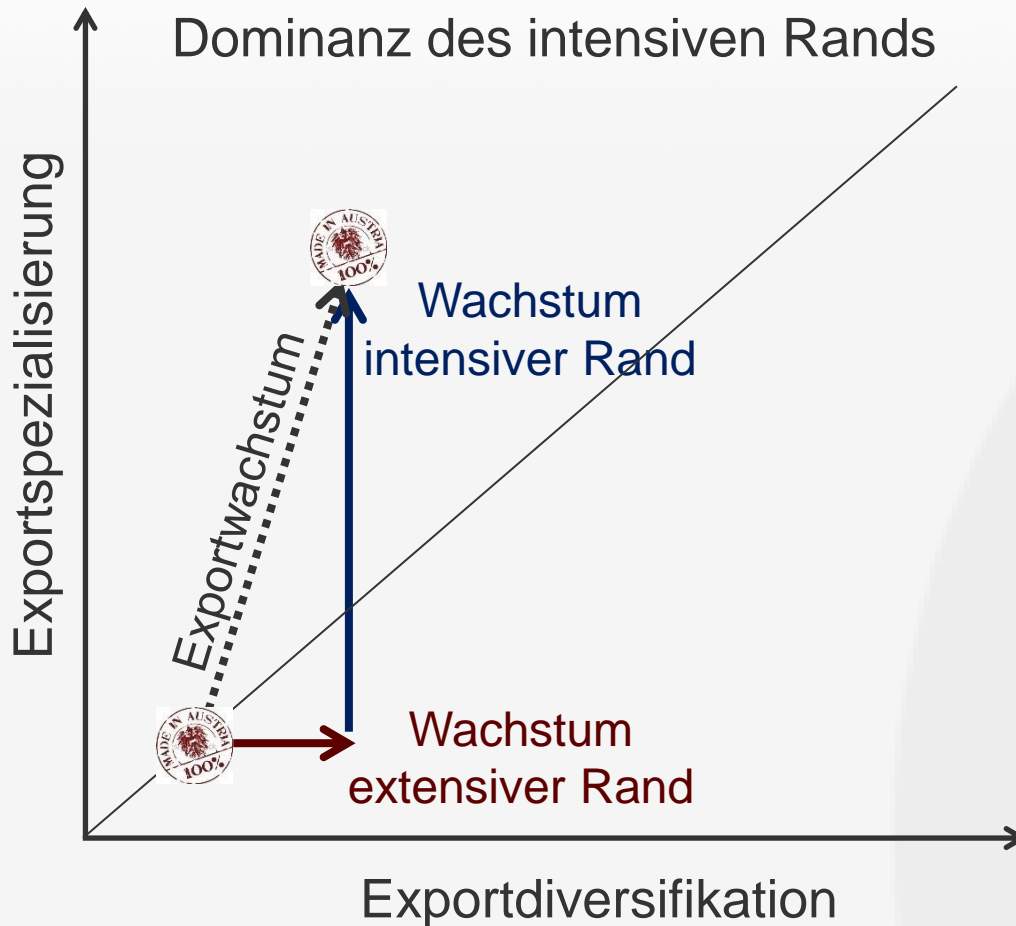 Dominanz des intensiven Rands
Exportspezialisierung
MADE IN AUSTRIA
100%
Wachstum
intensiver Rand
Exportwachstum
MADE IN AUSTRIA
100%
Wachstum
extensiver Rand
Exportdiversifikation